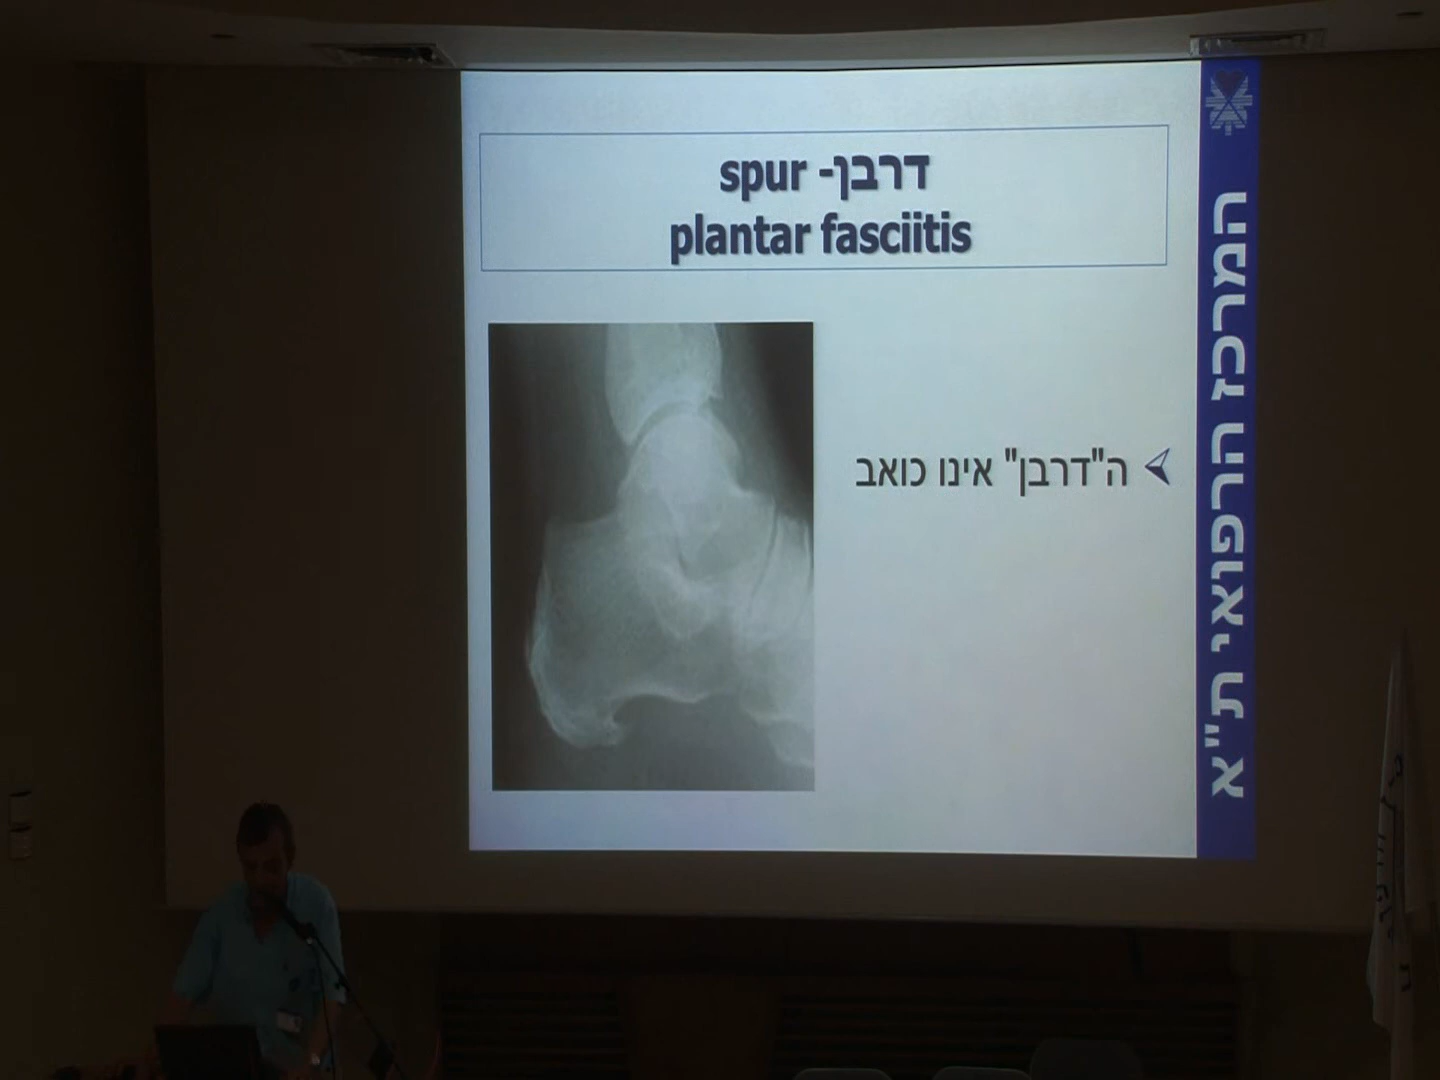 דרבן- spur
plantar fasciitis
ה"דרבן" אינו כואב
המרכז הרפואי ת"א